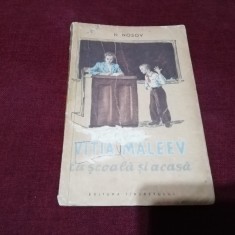 N. NOSOV
VITIA MALEEV
la școală și acasă
EDITURA TINERETULUI